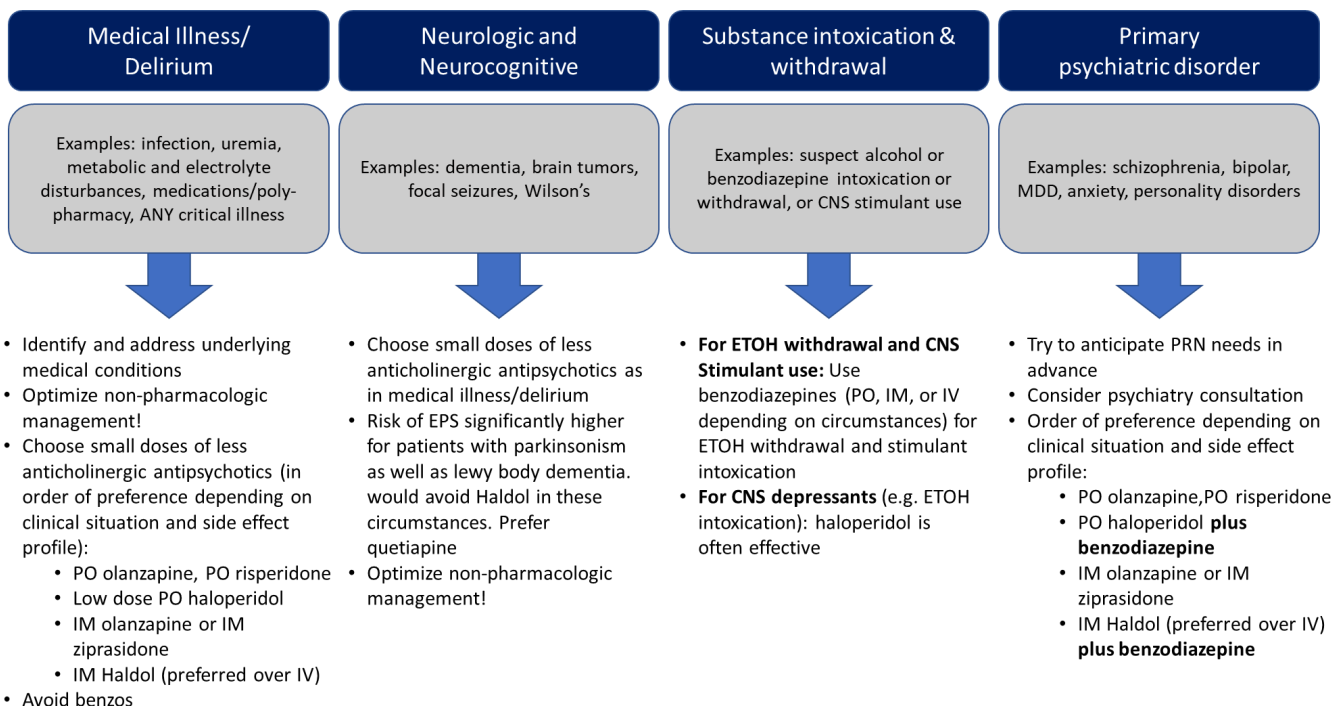 Medical Illness/
Delirium
Examples: infection, uremia,
metabolic and electrolyte
disturbances, medications/poly-
pharmacy, ANY critical illness
• Identify and address underlying
medical conditions
• Optimize non-pharmacologic
management!
• Choose small doses of less
anticholinergic antipsychotics (in
order of preference depending on
clinical situation and side effect
profile):
• PO olanzapine, PO risperidone
• Low dose PO haloperidol
• IM olanzapine or IM
ziprasidone
• IM Haldol (preferred over IV)
• Avoid benzos
Neurologic and
Neurocognitive
Examples: dementia, brain tumors,
focal seizures, Wilson’s
• Choose small doses of less
anticholinergic antipsychotics as
in medical illness/delirium
• Risk of EPS significantly higher
for patients with parkinsonism
as well as lewy body dementia.
would avoid Haldol in these
circumstances. Prefer
quetiapine
• Optimize non-pharmacologic
management!
Substance intoxication &
withdrawal
Examples: suspect alcohol or
benzodiazepine intoxication or
withdrawal, or CNS stimulant use
• For ETOH withdrawal and CNS
Stimulant use: Use
benzodiazepines (PO, IM, or IV
depending on circumstances) for
ETOH withdrawal and stimulant
intoxication
• For CNS depressants (e.g. ETOH
intoxication): haloperidol is
often effective
Primary
psychiatric disorder
Examples: schizophrenia, bipolar,
MDD, anxiety, personality disorders
• Try to anticipate PRN needs in
advance
• Consider psychiatry consultation
• Order of preference depending on
clinical situation and side effect
profile:
• PO olanzapine,PO risperidone
• PO haloperidol plus
benzodiazepine
• IM olanzapine or IM
ziprasidone
• IM Haldol (preferred over IV)
plus benzodiazepine